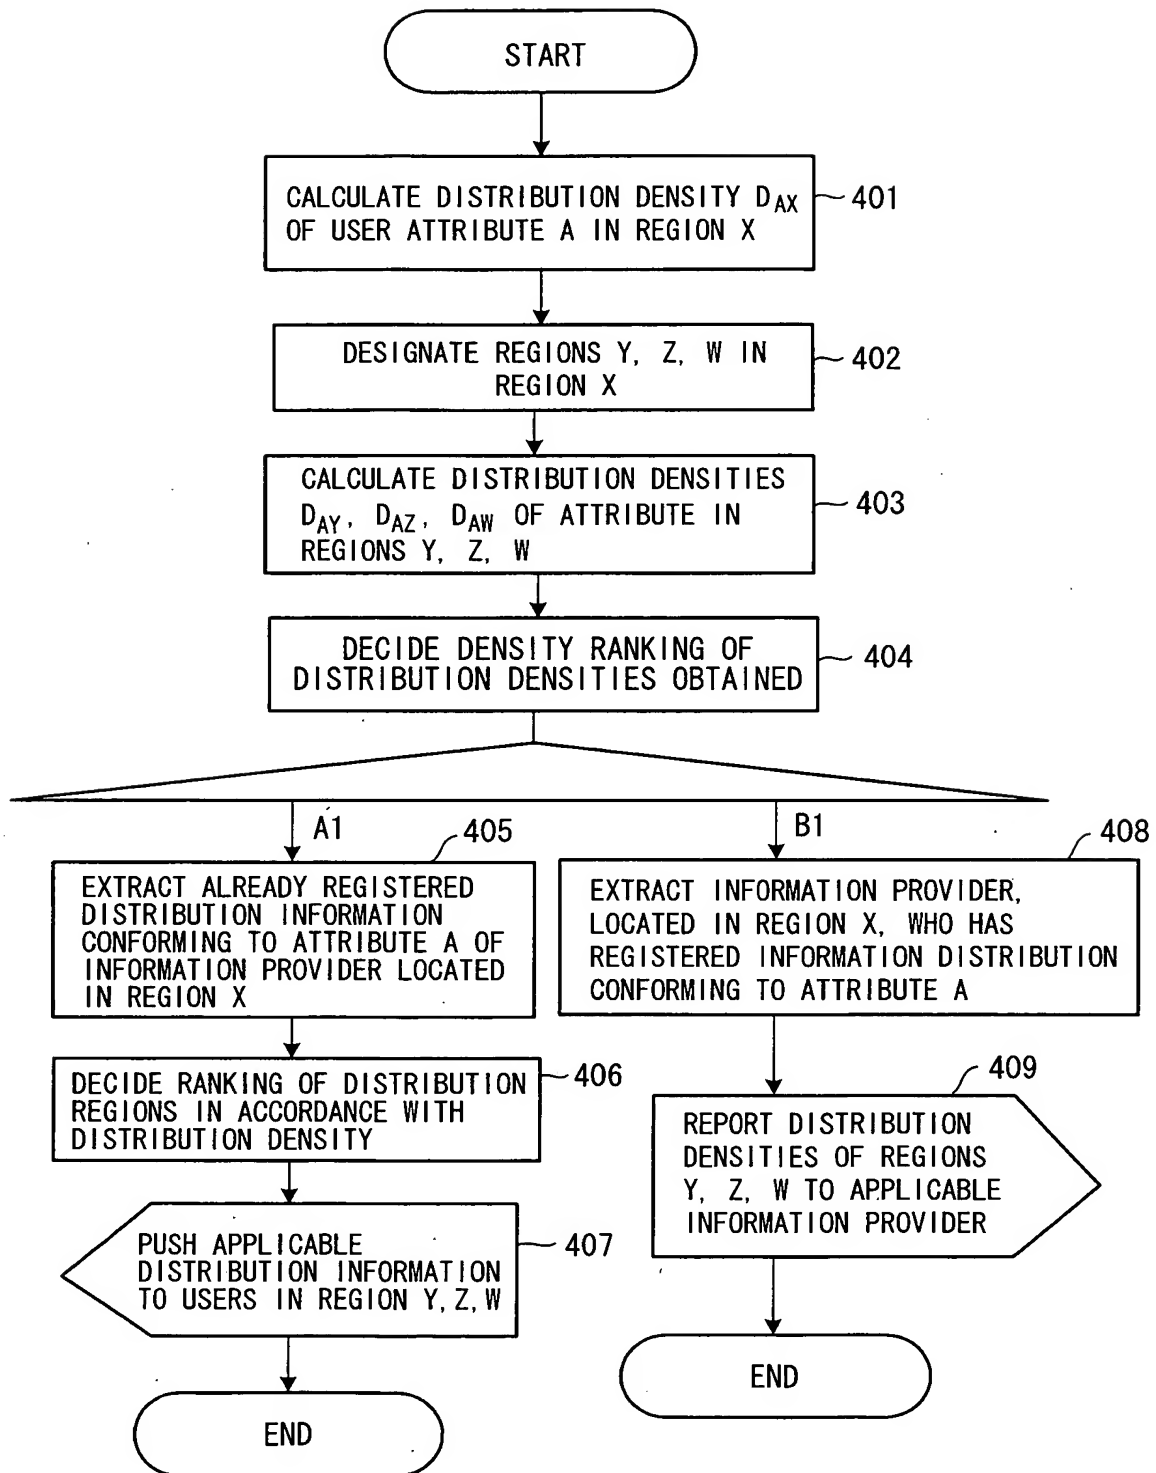 START
CALCULATE DISTRIBUTION DENSITY DAX
OF USER ATTRIBUTE A IN REGION X
401
DESIGNATE REGIONS Y, Z, W IN
REGION X
402
CALCULATE DISTRIBUTION DENSITIES
DAY, DAZ, DAW OF ATTRIBUTE IN
REGIONS Y, Z, W
403
DECIDE DENSITY RANKING OF
DISTRIBUTION DENSITIES OBTAINED
404
A1
405
EXTRACT ALREADY REGISTERED
DISTRIBUTION INFORMATION
CONFORMING TO ATTRIBUTE A OF
INFORMATION PROVIDER LOCATED
IN REGION X
DECIDE RANKING OF DISTRIBUTION
REGIONS IN ACCORDANCE WITH
DISTRIBUTION DENSITY
406
PUSH APPLICABLE
DISTRIBUTION INFORMATION
TO USERS IN REGION Y, Z, W
407
END
B1
408
EXTRACT INFORMATION PROVIDER,
LOCATED IN REGION X, WHO HAS
REGISTERED INFORMATION DISTRIBUTION
CONFORMING TO ATTRIBUTE A
409
REPORT DISTRIBUTION
DENSITIES OF REGIONS
Y, Z, W TO APPLICABLE
INFORMATION PROVIDER
END